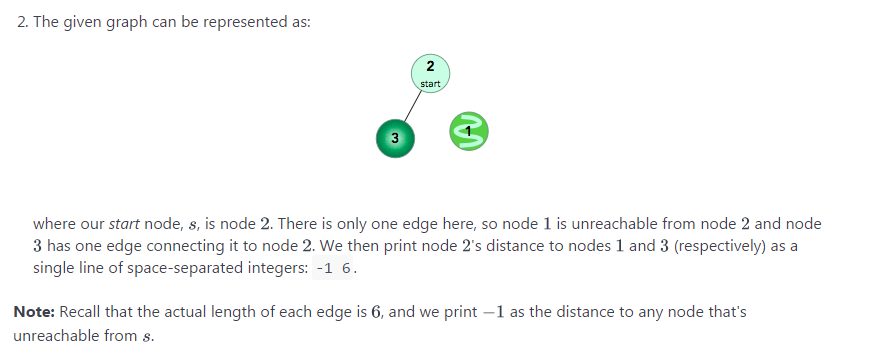 2. The given graph can be represented as:
2
start
3
1
where our start node, s, is node 2. There is only one edge here, so node 1 is unreachable from node 2 and node
3 has one edge connecting it to node 2. We then print node 2's distance to nodes 1 and 3 (respectively) as a
single line of space-separated integers: -1 6.
Note: Recall that the actual length of each edge is 6, and we print −1 as the distance to any node that's
unreachable from s.